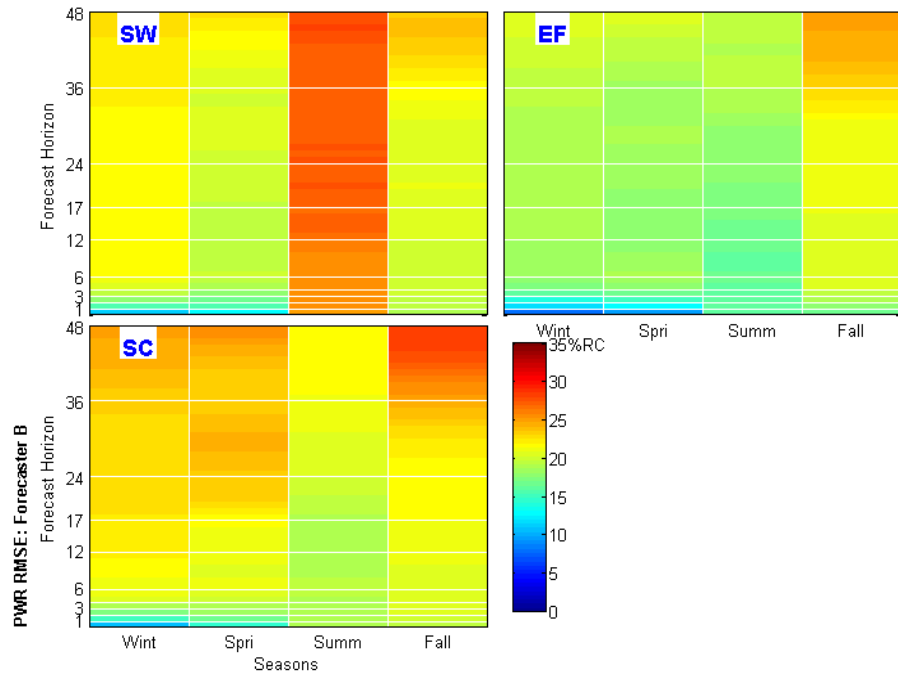 SW
Forecast Horizon
48
36
24
17
12
6
3
1
EF
Wint Spri Summ Fall
SC
PWR RMSE: Forecaster B
Forecast Horizon
48
36
24
17
12
6
3
1
Wint Spri Summ Fall
Seasons
35%RC
30
25
20
15
10
5
0